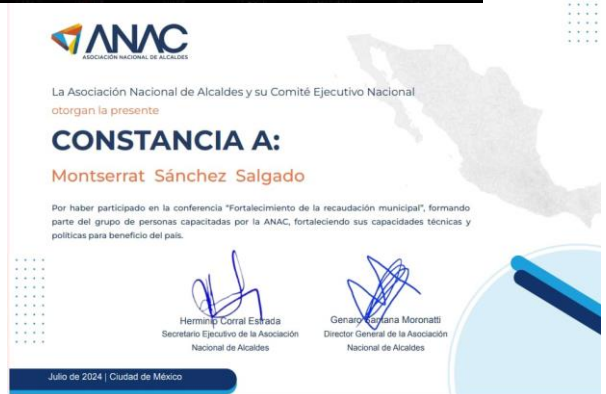 ANAC
ASOCIACIÓN NACIONAL DE ALCALDES
La Asociación Nacional de Alcaldes y su Comité Ejecutivo Nacional
otorgan la presente
CONSTANCIA A:
Montserrat Sánchez Salgado
Por haber participado en la conferencia "Fortalecimiento de la recaudación municipal", formando
parte del grupo de personas capacitadas por la ANAC, fortaleciendo sus capacidades técnicas y
políticas para beneficio del país.
Herminio Corral Estrada
Secretario Ejecutivo de la Asociación
Nacional de Alcaldes
Genaro Santana Moronatti
Director General de la Asociación
Nacional de Alcaldes
Julio de 2024 | Ciudad de México